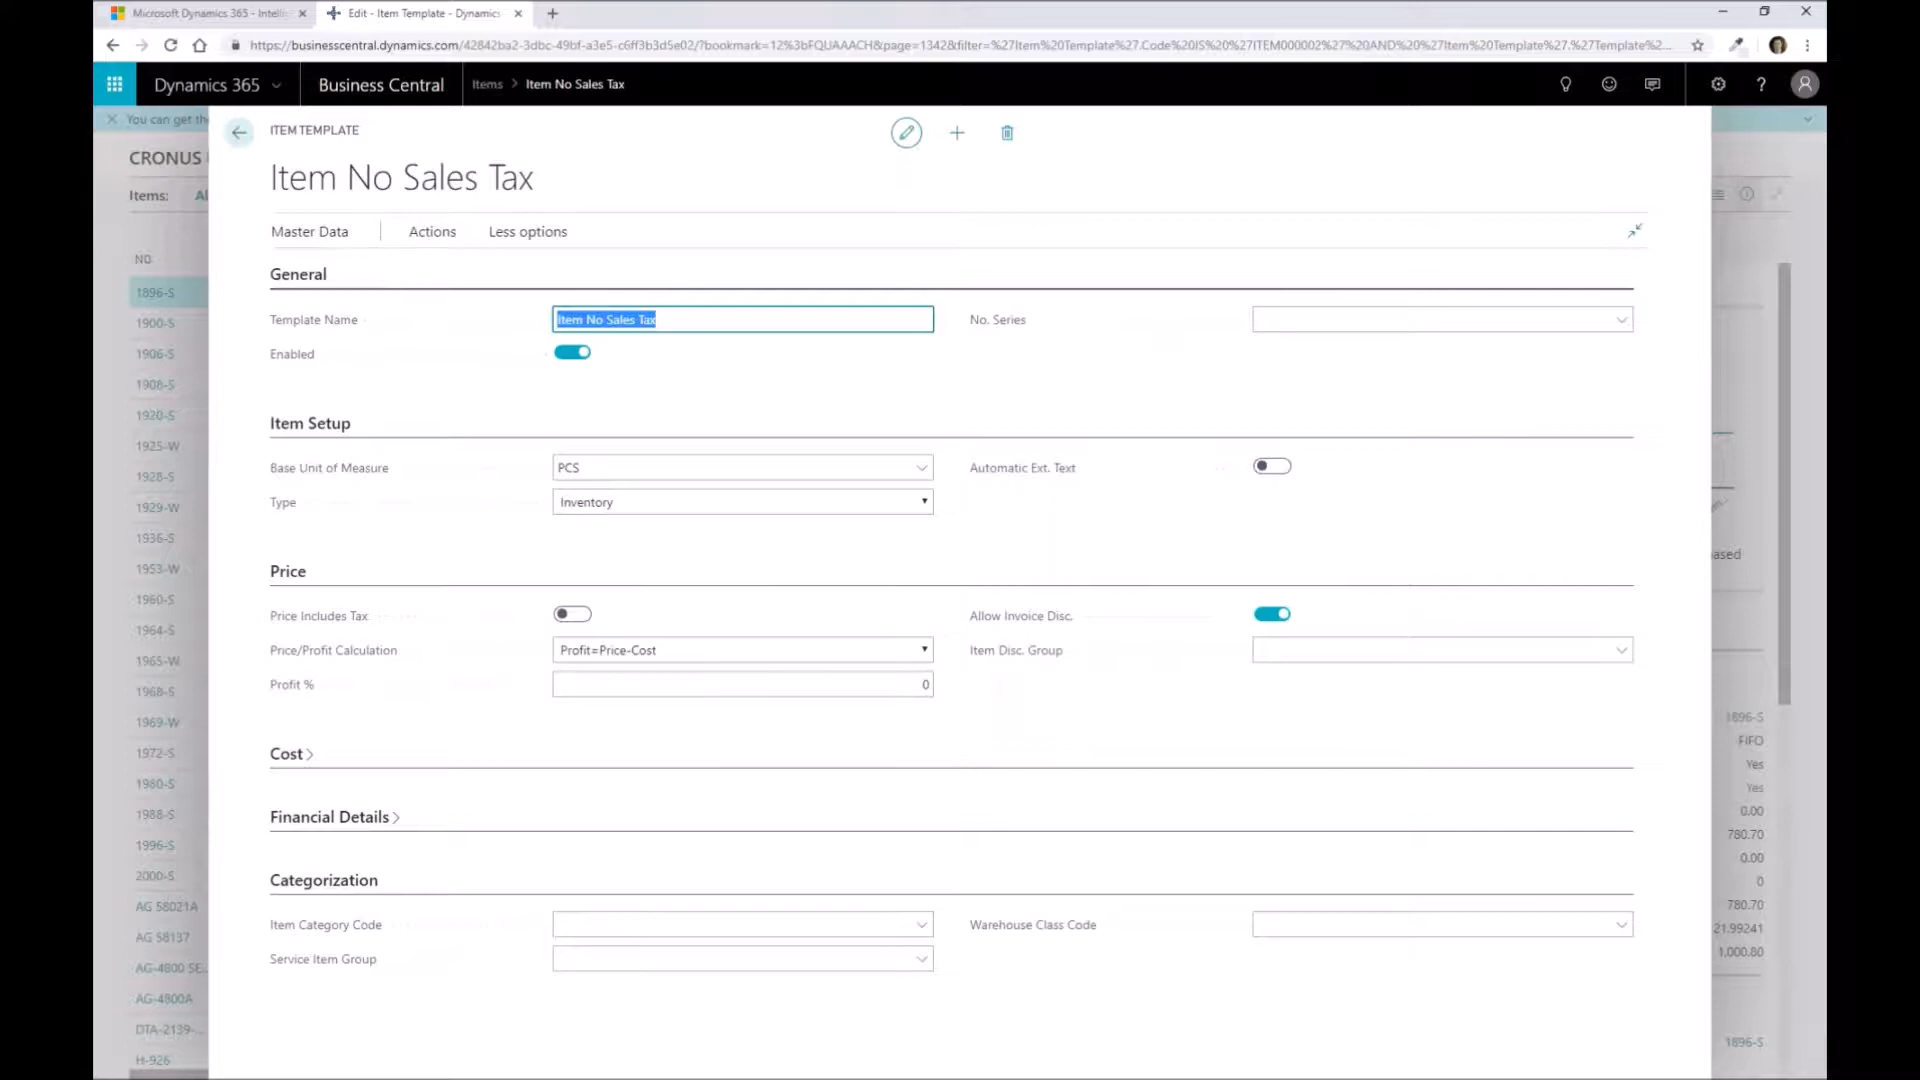 Microsoft Dynamics 365 - Intelli
Edit - Item Template - Dynamics
https://businesscentral.dynamics.com/42842ba2-3dbc-49bf-a3e5-c6ff3b3d5e02/?bookmark=12%3bFQUAAACH&page=1342&filter=%27Item%20Template%27.Code%20IS%20%27ITEM000002%27%20AND%20%27Item%20Template%27.%27Template%2...
Dynamics 365
Business Central
Items > Item No Sales Tax
You can get the
CRONUS
Items: Al
NO.
1896-S
1900-S
1906-S
1908-S
1920-S
1925-W
1928-S
1929-W
1936-S
1953-W
1960-S
1964-S
1965-W
1968-S
1969-W
1972-S
1980-S
1988-S
1996-S
2000-S
AG 58021A
AG 58137
AG-4800 SE...
AG-4800A
DTA-2139-...
H-926
ITEM TEMPLATE
Item No Sales Tax
Master Data Actions Less options
General
Template Name Item No Sales Tax No. Series
Enabled
Item Setup
Base Unit of Measure PCS Automatic Ext. Text
Type Inventory
Price
Price Includes Tax Allow Invoice Disc.
Price/Profit Calculation Profit=Price-Cost Item Disc. Group
Profit % 0
Cost >
Financial Details >
Categorization
Item Category Code Warehouse Class Code
Service Item Group
ased
1896-S
FIFO
Yes
Yes
0.00
780.70
0.00
0
780.70
21.99241
1,000.80
1896-S